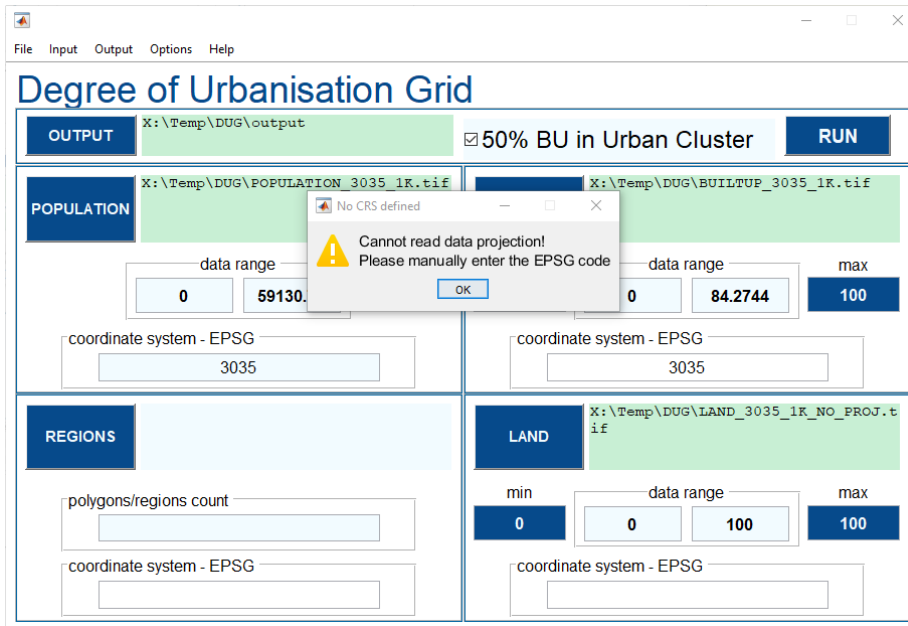 File Input Output Options Help
Degree of Urbanisation Grid
OUTPUT
X:\Temp\DUG\output
50% BU in Urban Cluster
RUN
POPULATION
X:\Temp\DUG\POPULATION_3035_1K.tif
X:\Temp\DUG\BUILTUP_3035_1K.tif
No CRS defined
Cannot read data projection!
Please manually enter the EPSG code
OK
data range
0
59130.
data range
0
84.2744
max
100
coordinate system - EPSG
3035
coordinate system - EPSG
3035
REGIONS
polygons/regions count
coordinate system - EPSG
LAND
X:\Temp\DUG\LAND_3035_1K_NO_PROJ.t
if
min
0
data range
0
100
max
100
coordinate system - EPSG